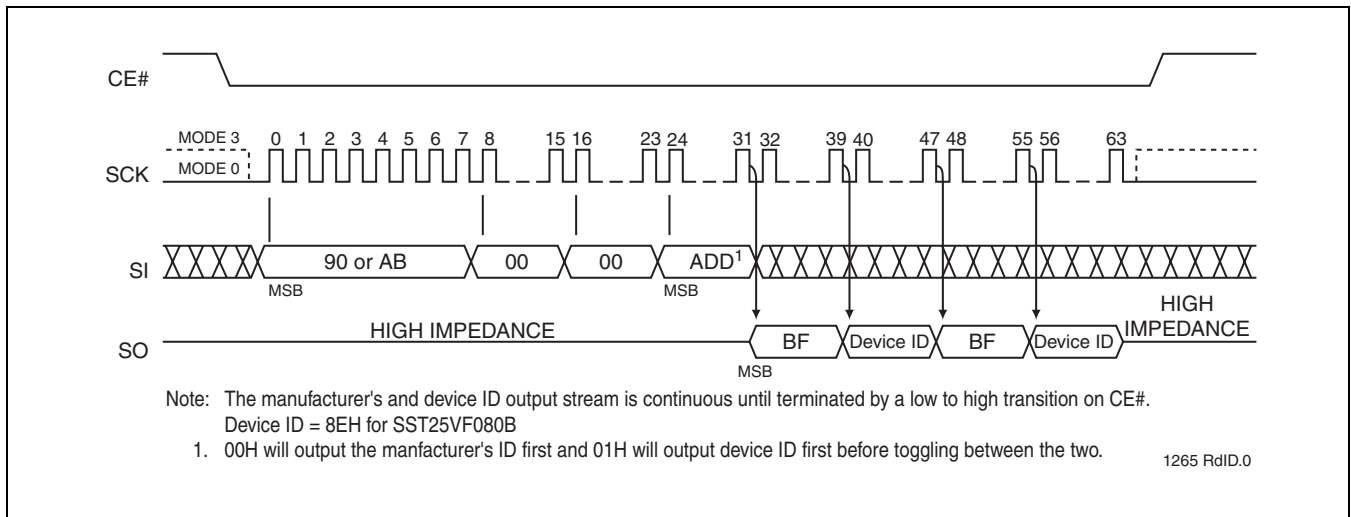 CE#
MODE 3 0 1 2 3 4 5 6 7 8 15 16 23 24 31 32 39 40 47 48 55 56 63
SCK MODE 0
SI 90 or AB 00 00 ADD1
MSB MSB
HIGH IMPEDANCE
HIGH IMPEDANCE
SO BF Device ID BF Device ID
MSB
Note: The manufacturer's and device ID output stream is continuous until terminated by a low to high transition on CE#.
Device ID = 8EH for SST25VF080B
1. 00H will output the manfacturer's ID first and 01H will output device ID first before toggling between the two.
1265 RdID.0